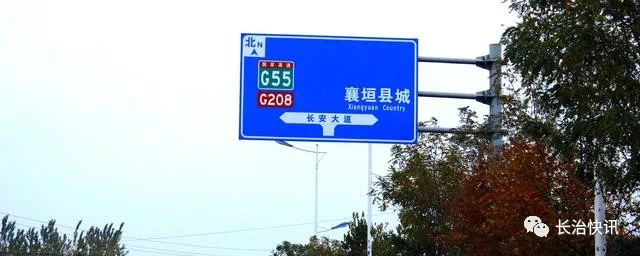 北N
国家高速
G55
G208
襄垣县城
Xiangyuan Country
长安大道
长治快讯